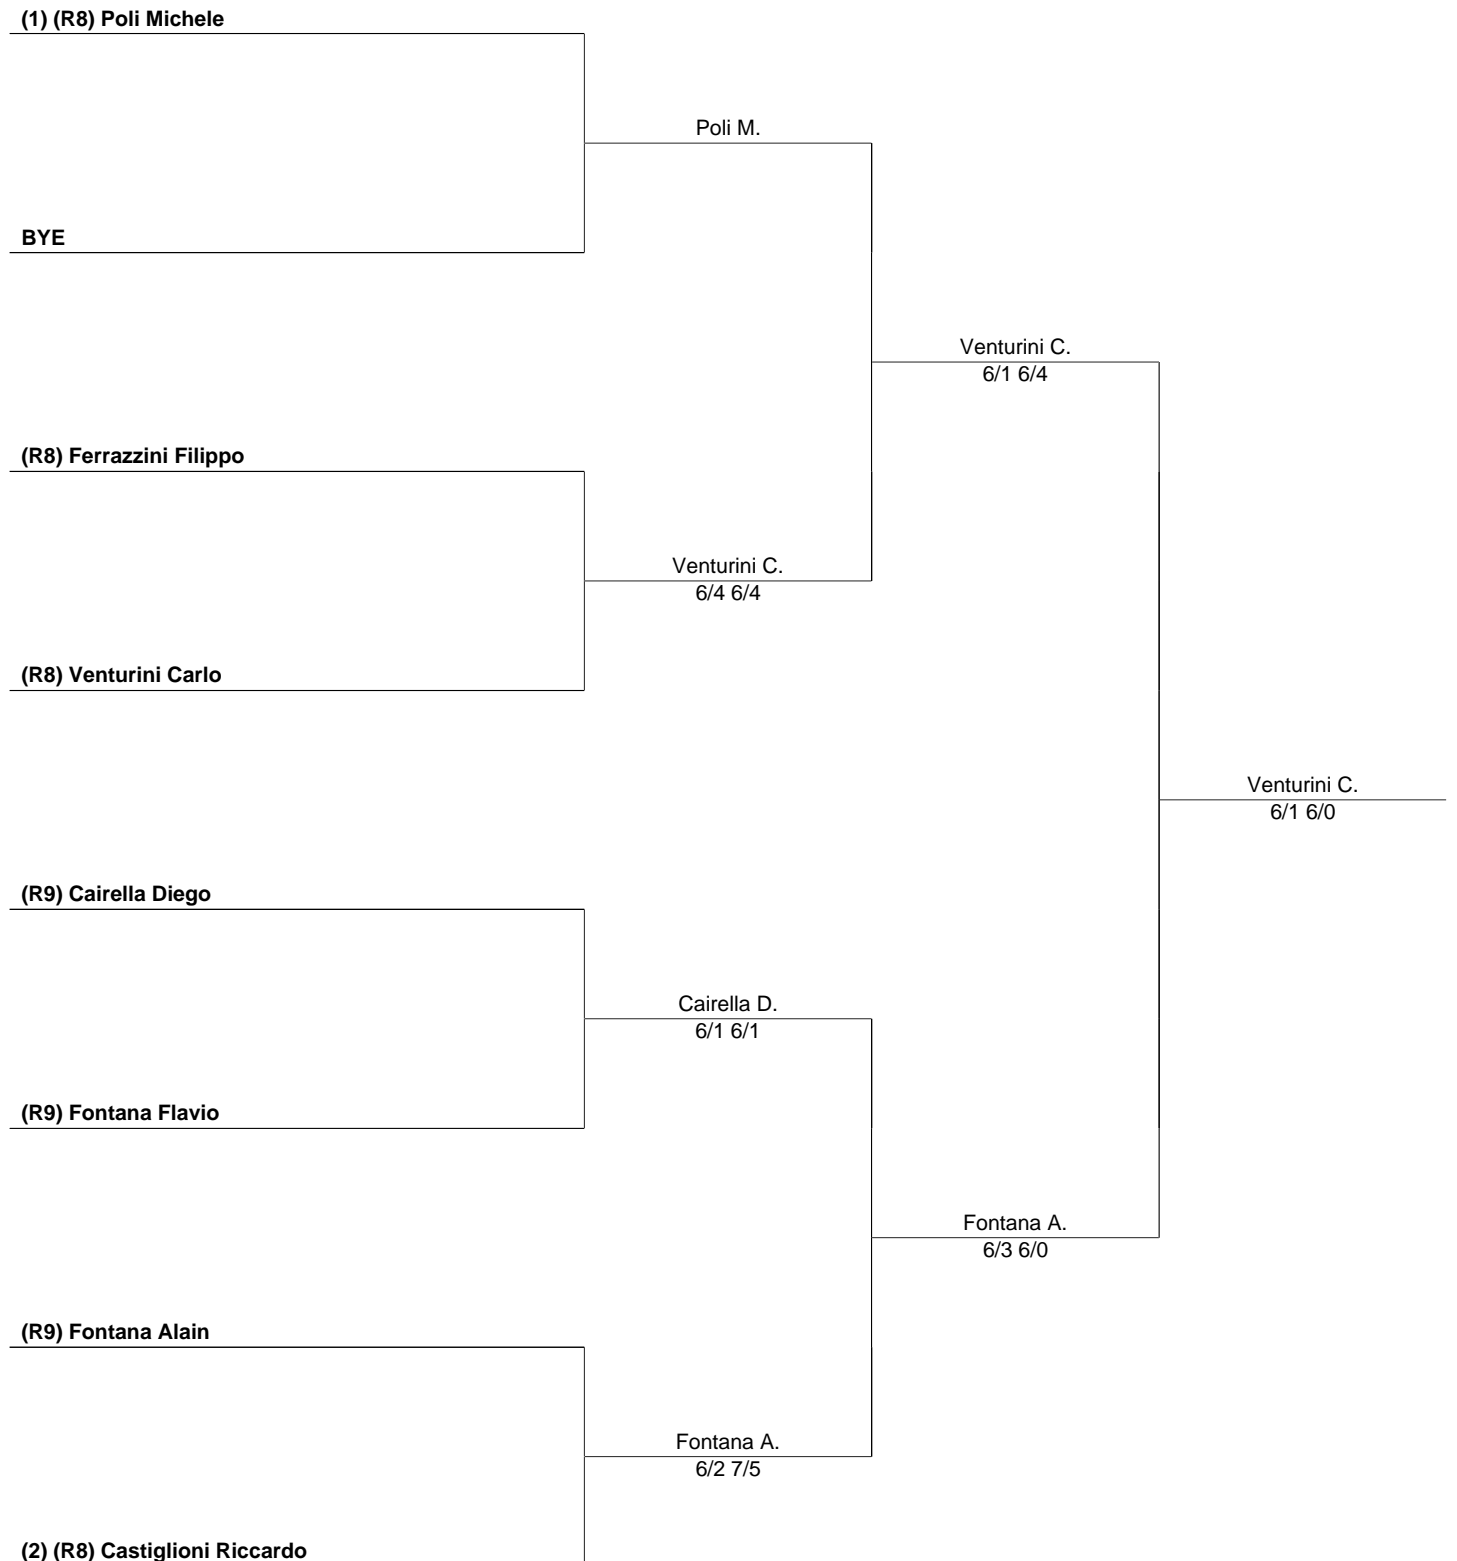 (1) (R8) Poli Michele
Poli M.
BYE
Venturini C.
6/1 6/4
(R8) Ferrazzini Filippo
Venturini C.
6/4 6/4
(R8) Venturini Carlo
Venturini C.
6/1 6/0
(R9) Cairella Diego
Cairella D.
6/1 6/1
(R9) Fontana Flavio
Fontana A.
6/3 6/0
(R9) Fontana Alain
Fontana A.
6/2 7/5
(2) (R8) Castiglioni Riccardo